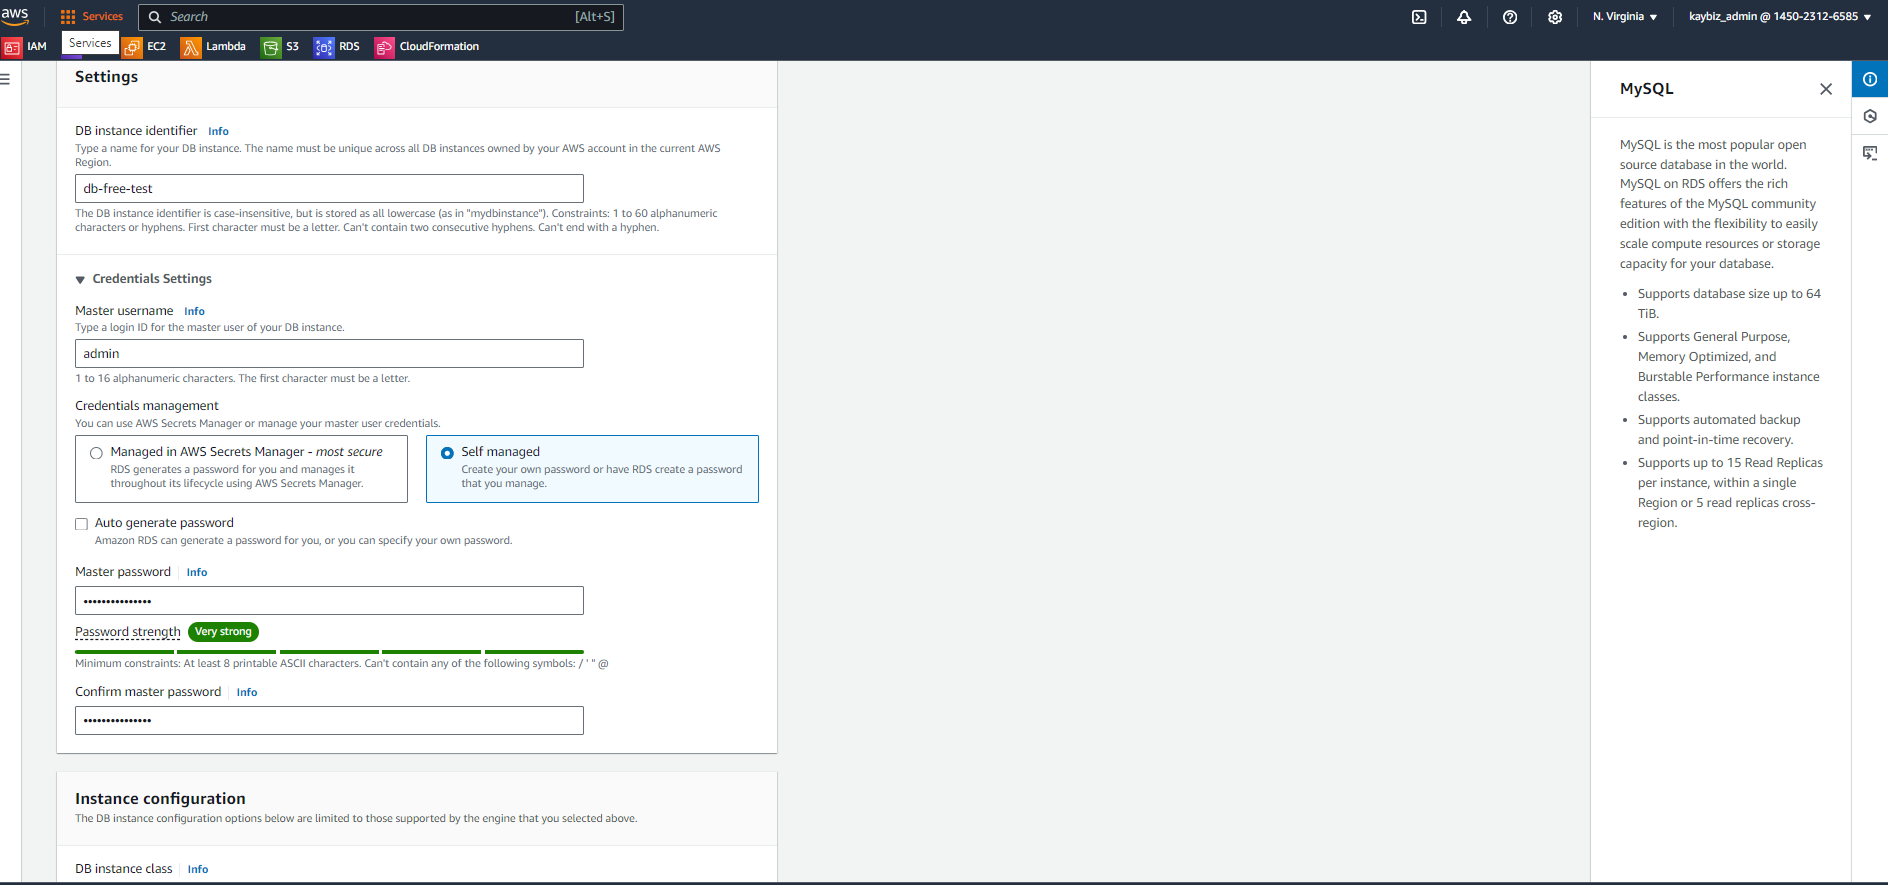 aws
Services
Search
[Alt+S]
N. Virginia
kaybiz_admin @ 1450-2312-6585
IAM
Services
EC2
Lambda
S3
RDS
CloudFormation
Settings
DB instance identifier Info
Type a name for your DB instance. The name must be unique across all DB instances owned by your AWS account in the current AWS
Region.
db-free-test
The DB instance identifier is case-insensitive, but is stored as all lowercase (as in "mydbinstance"). Constraints: 1 to 60 alphanumeric
characters or hyphens. First character must be a letter. Can't contain two consecutive hyphens. Can't end with a hyphen.
Credentials Settings
Master username Info
Type a login ID for the master user of your DB instance.
admin
1 to 16 alphanumeric characters. The first character must be a letter.
Credentials management
You can use AWS Secrets Manager or manage your master user credentials.
Managed in AWS Secrets Manager - most secure
RDS generates a password for you and manages it
throughout its lifecycle using AWS Secrets Manager.
Self managed
Create your own password or have RDS create a password
that you manage.
Auto generate password
Amazon RDS can generate a password for you, or you can specify your own password.
Master password Info
•••••••••••••••
Password strength Very strong
Minimum constraints: At least 8 printable ASCII characters. Can't contain any of the following symbols: / ' " @
Confirm master password Info
•••••••••••••••
Instance configuration
The DB instance configuration options below are limited to those supported by the engine that you selected above.
DB instance class Info
MySQL
MySQL is the most popular open
source database in the world.
MySQL on RDS offers the rich
features of the MySQL community
edition with the flexibility to easily
scale compute resources or storage
capacity for your database.
• Supports database size up to 64
TiB.
• Supports General Purpose,
Memory Optimized, and
Burstable Performance instance
classes.
• Supports automated backup
and point-in-time recovery.
• Supports up to 15 Read Replicas
per instance, within a single
Region or 5 read replicas cross-
region.